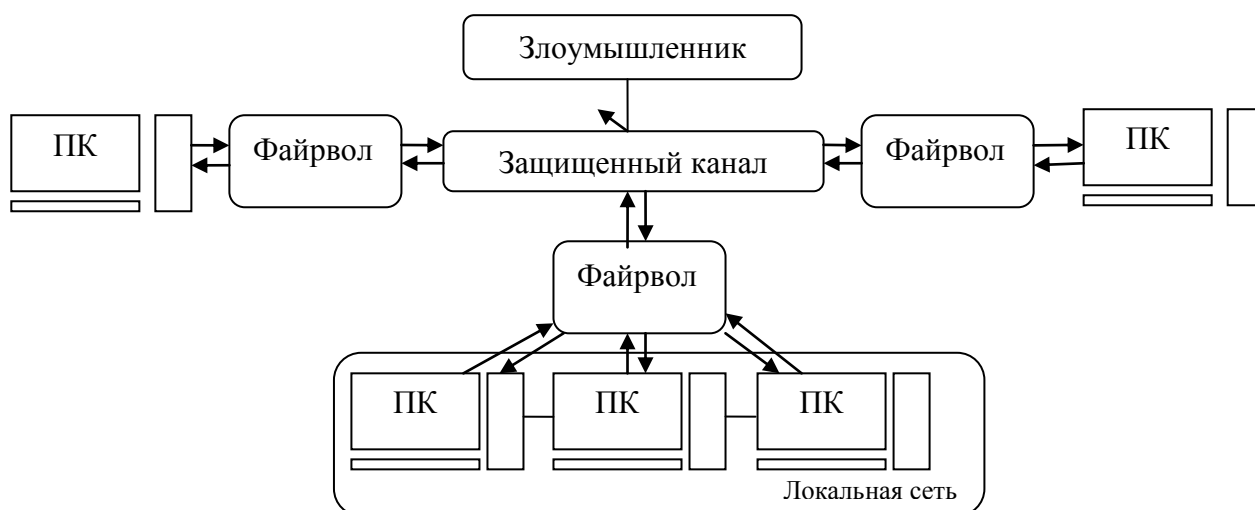 Злоумышленник
ПК
Файрвол
Защищенный канал
Файрвол
ПК
Файрвол
ПК
ПК
ПК
Локальная сеть